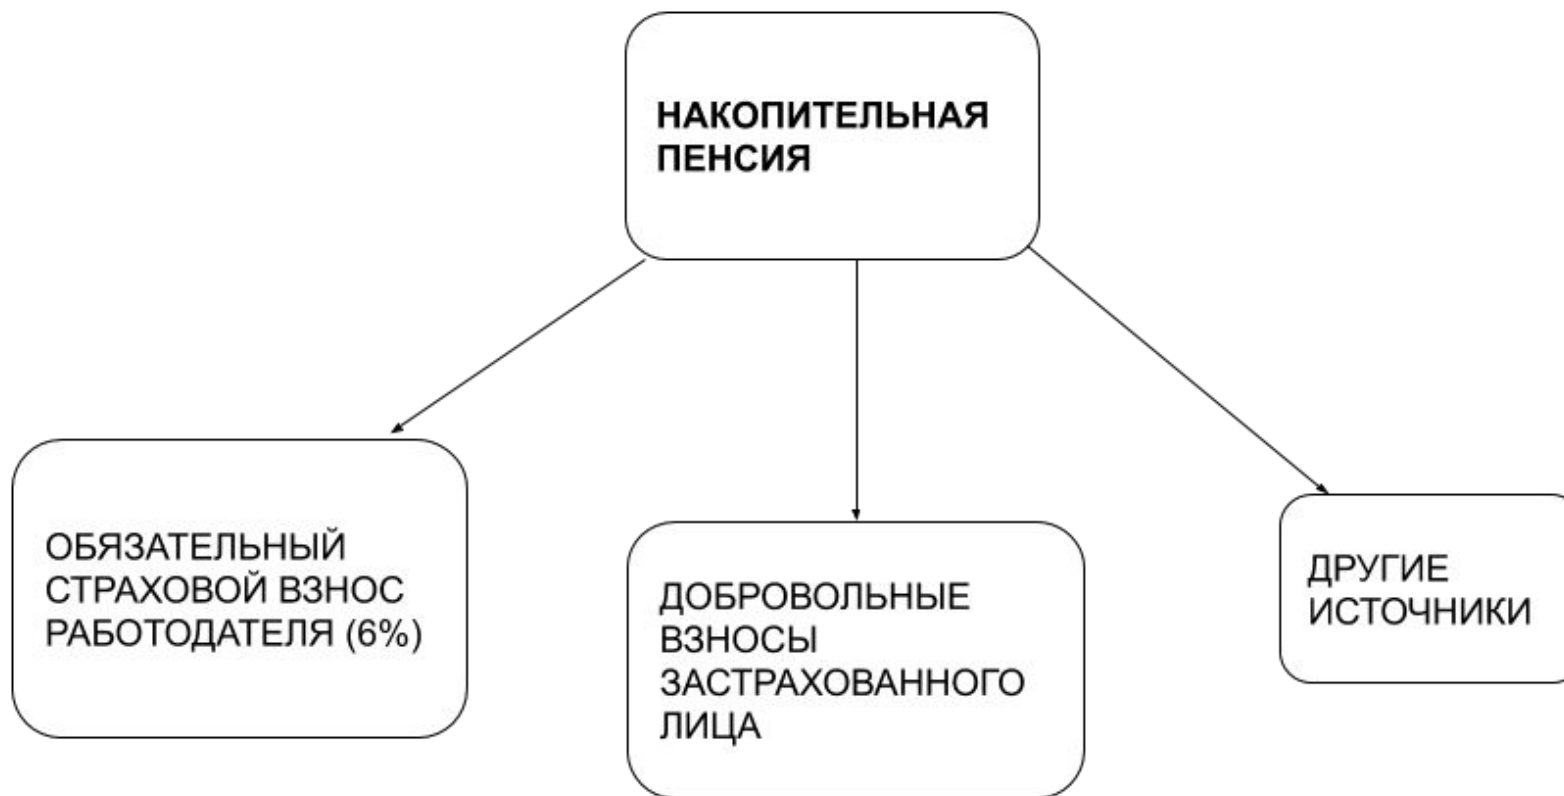 НАКОПИТЕЛЬНАЯ
ПЕНСИЯ
ОБЯЗАТЕЛЬНЫЙ
СТРАХОВОЙ ВЗНОС
РАБОТОДАТЕЛЯ (6%)
ДОБРОВОЛЬНЫЕ
ВЗНОСЫ
ЗАСТРАХОВАННОГО
ЛИЦА
ДРУГИЕ
ИСТОЧНИКИ